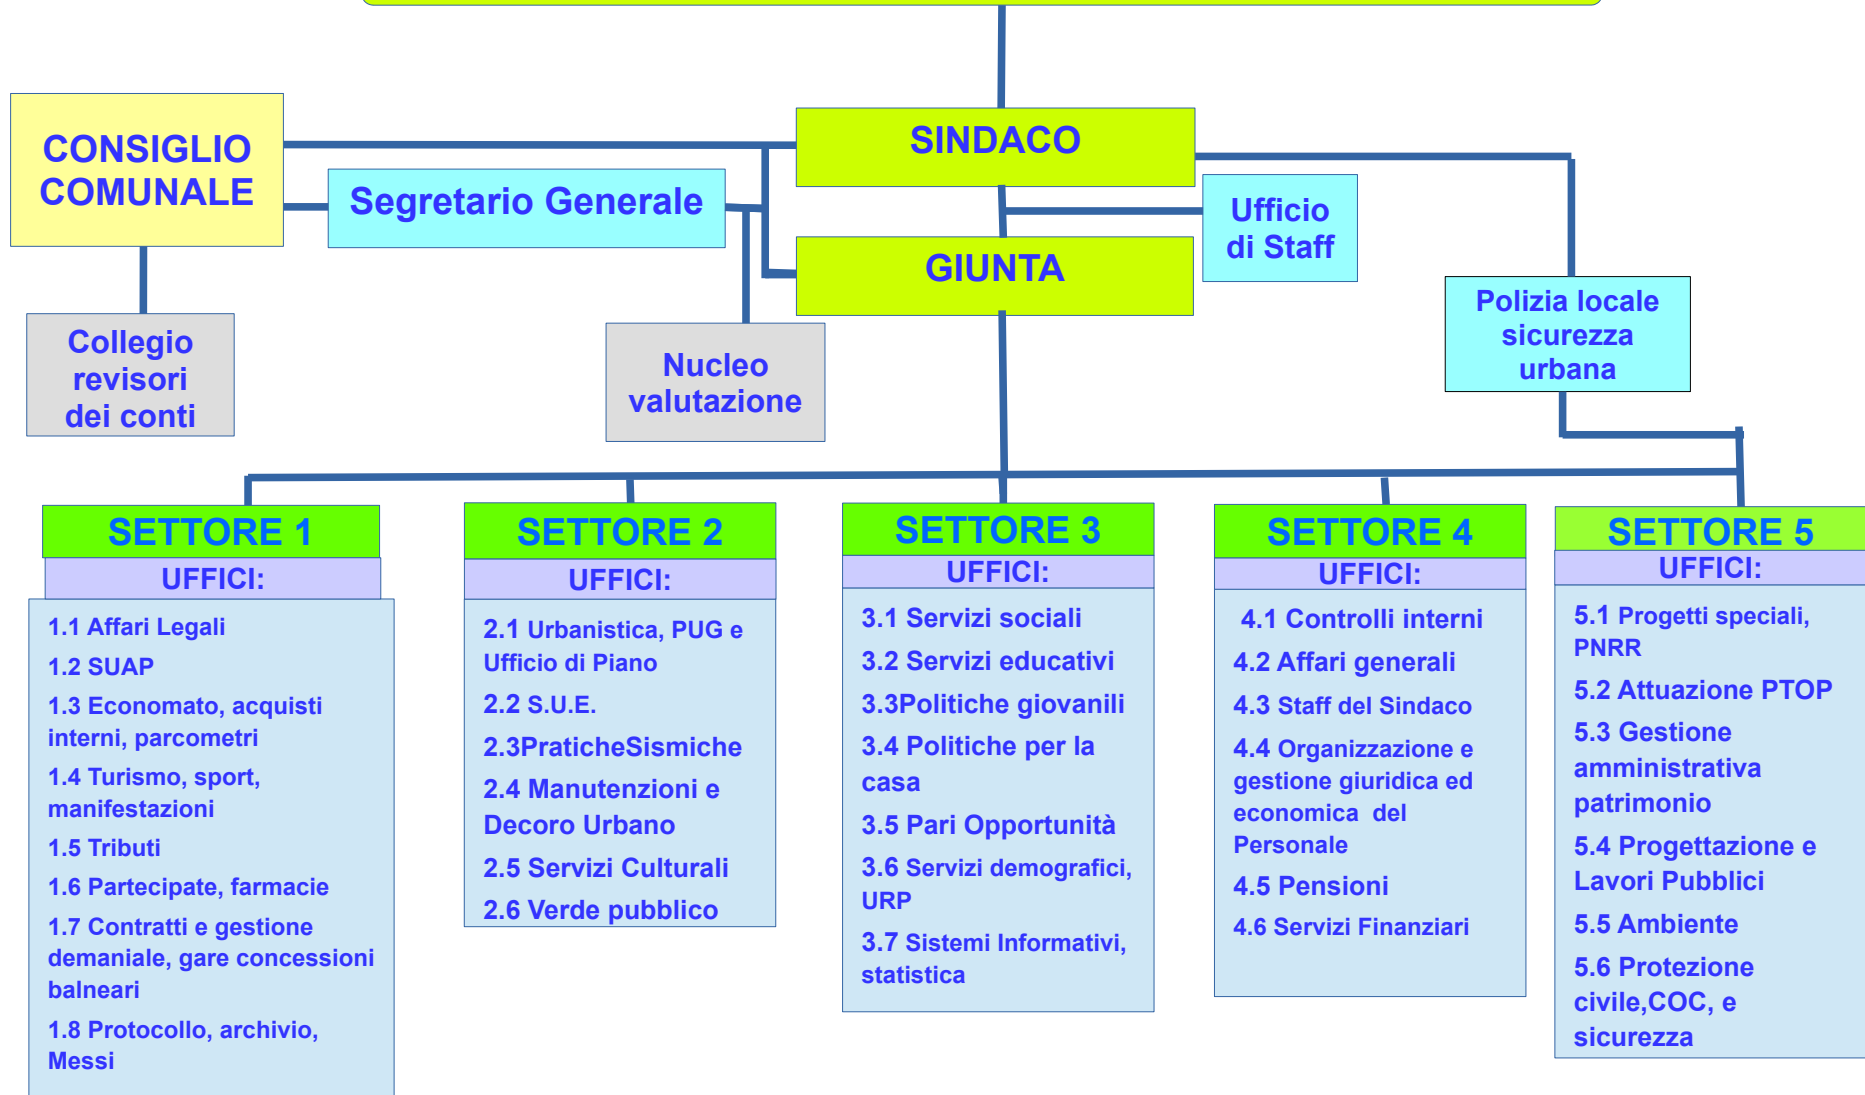 CONSIGLIO
COMUNALE
SINDACO
Segretario Generale
Ufficio
di Staff
GIUNTA
Polizia locale
sicurezza
urbana
Collegio
revisori
dei conti
Nucleo
valutazione
SETTORE 1
UFFICI:
1.1 Affari Legali
1.2 SUAP
1.3 Economato, acquisti
interni, parcometri
1.4 Turismo, sport,
manifestazioni
1.5 Tributi
1.6 Partecipate, farmacie
1.7 Contratti e gestione
demaniale, gare concessioni
balneari
1.8 Protocollo, archivio,
Messi
SETTORE 2
UFFICI:
2.1 Urbanistica, PUG e
Ufficio di Piano
2.2 S.U.E.
2.3PraticheSismiche
2.4 Manutenzioni e
Decoro Urbano
2.5 Servizi Culturali
2.6 Verde pubblico
SETTORE 3
UFFICI:
3.1 Servizi sociali
3.2 Servizi educativi
3.3Politiche giovanili
3.4 Politiche per la
casa
3.5 Pari Opportunità
3.6 Servizi demografici,
URP
3.7 Sistemi Informativi,
statistica
SETTORE 4
UFFICI:
4.1 Controlli interni
4.2 Affari generali
4.3 Staff del Sindaco
4.4 Organizzazione e
gestione giuridica ed
economica del
Personale
4.5 Pensioni
4.6 Servizi Finanziari
SETTORE 5
UFFICI:
5.1 Progetti speciali,
PNRR
5.2 Attuazione PTOP
5.3 Gestione
amministrativa
patrimonio
5.4 Progettazione e
Lavori Pubblici
5.5 Ambiente
5.6 Protezione
civile,COC, e
sicurezza